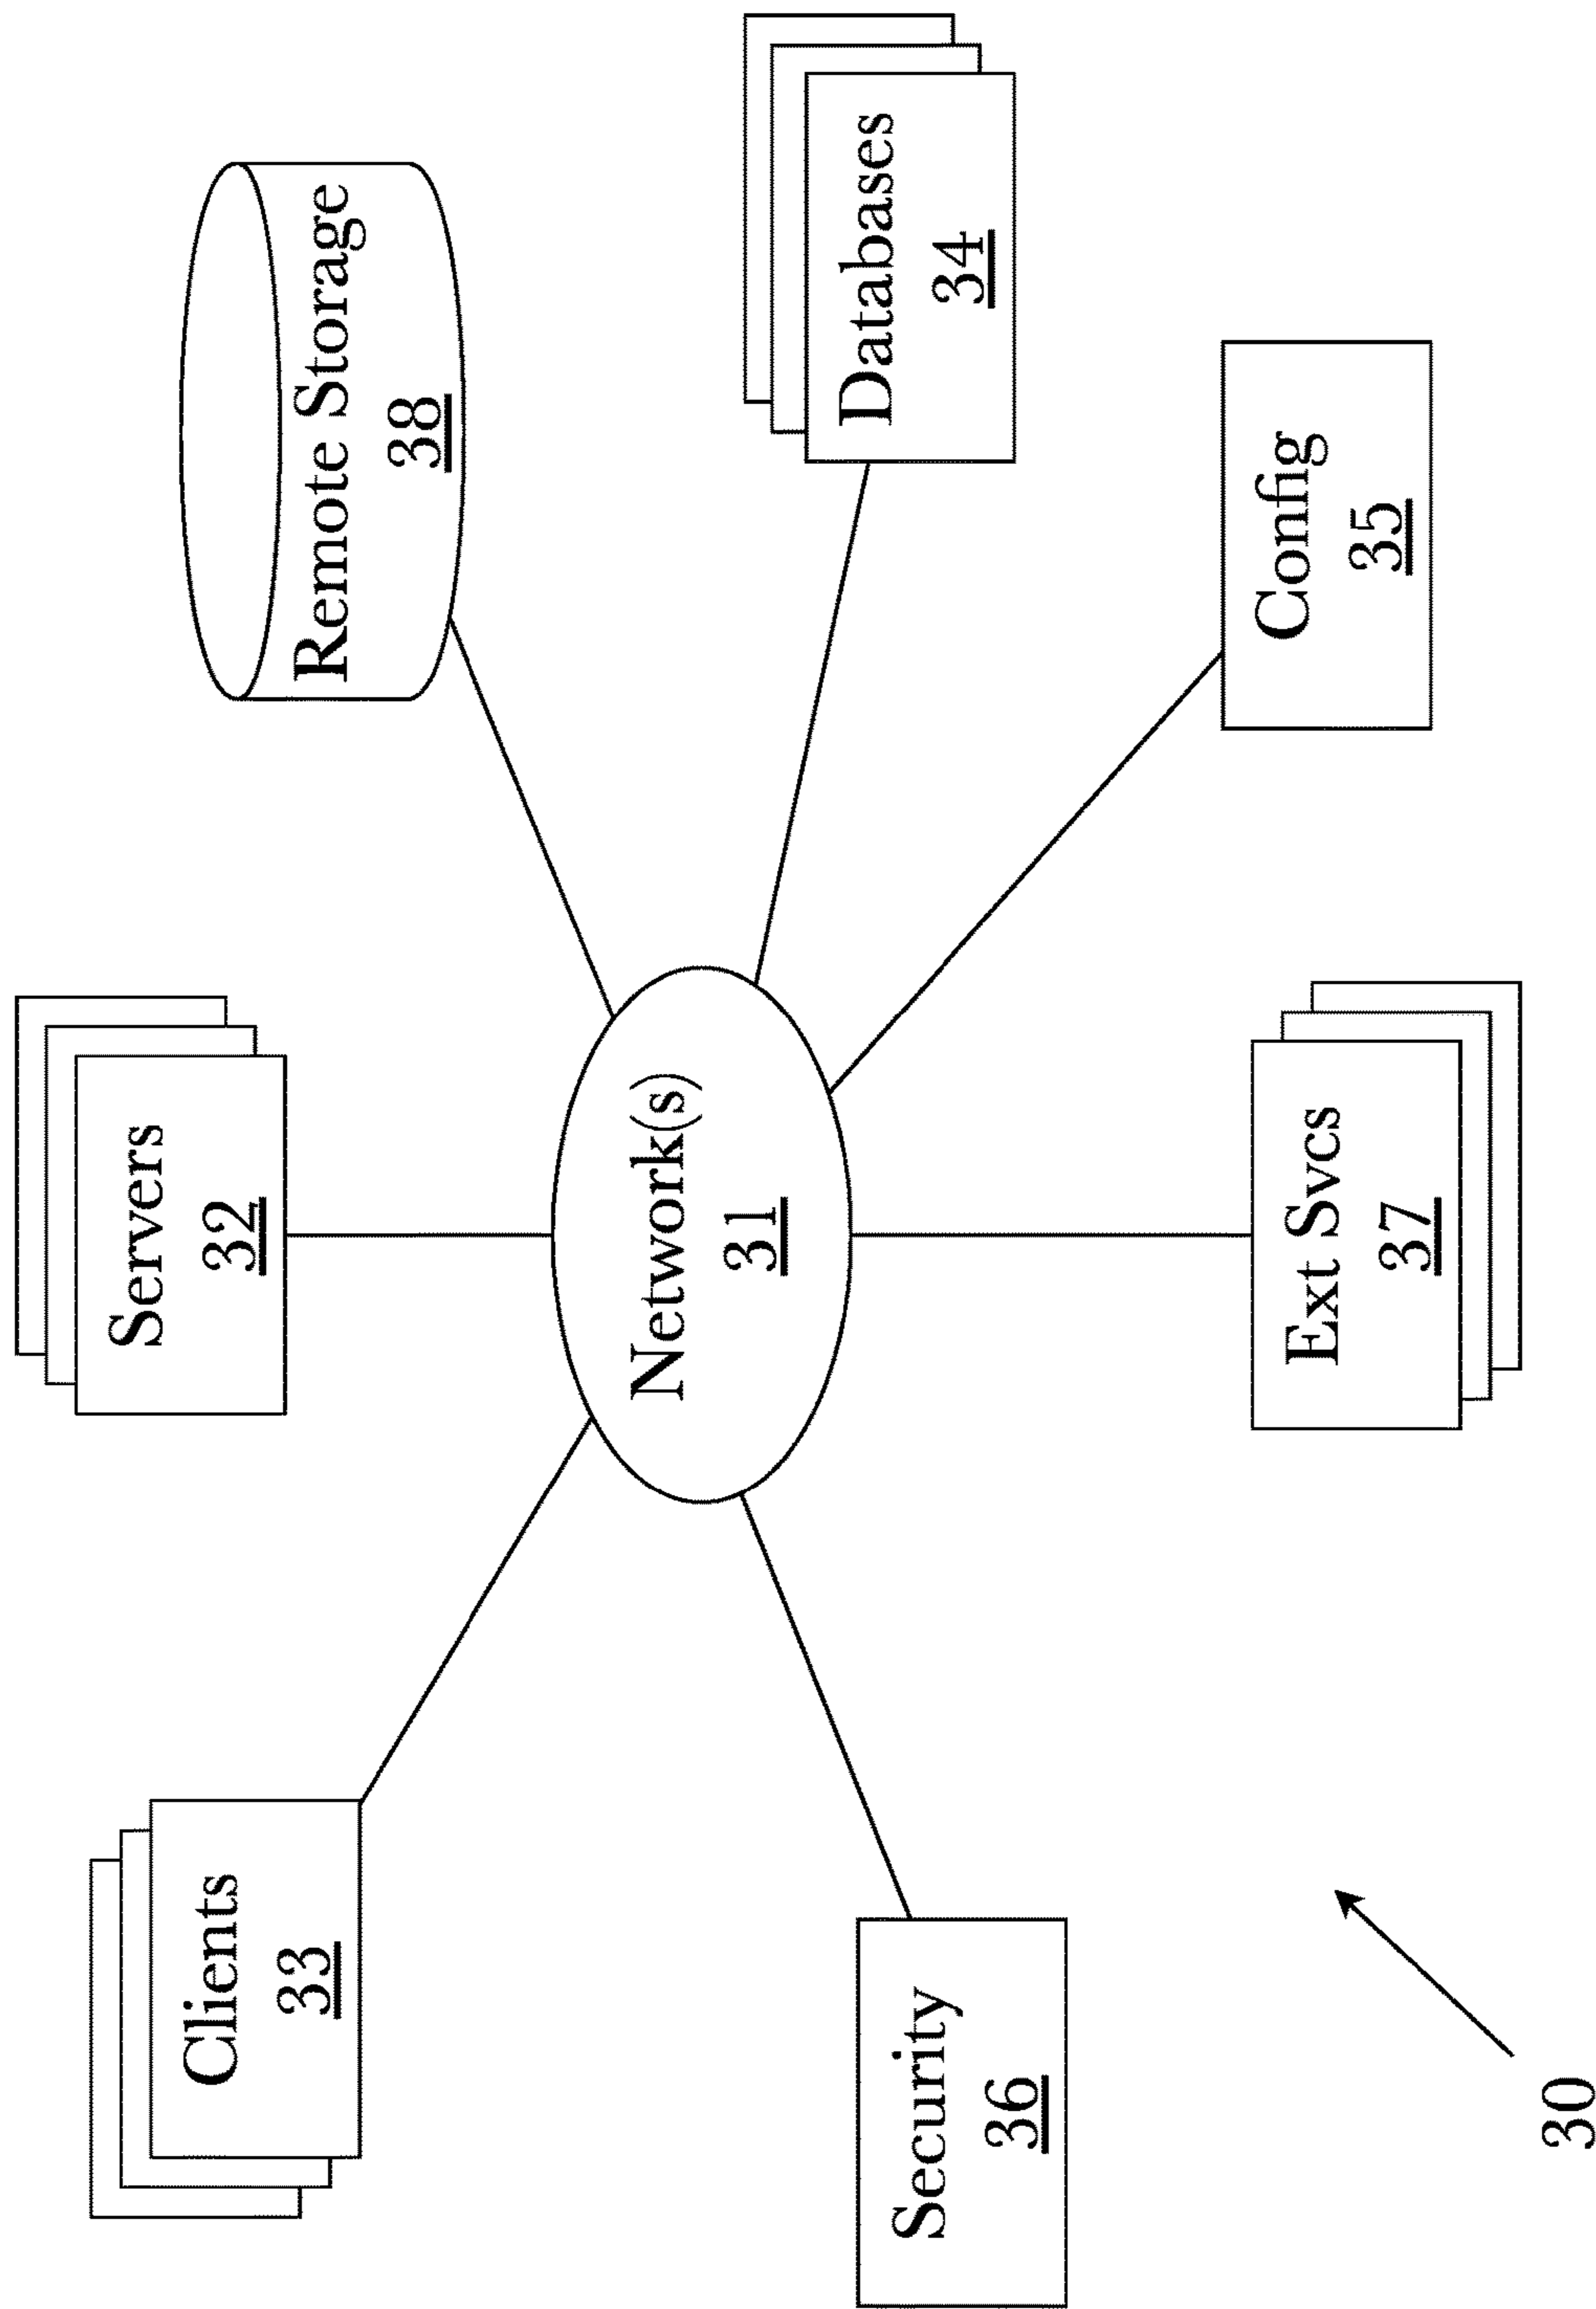 Servers
32
Remote Storage
38
Clients
33
Network(s)
31
Databases
34
Security
36
Ext Svcs
37
Config
35
30